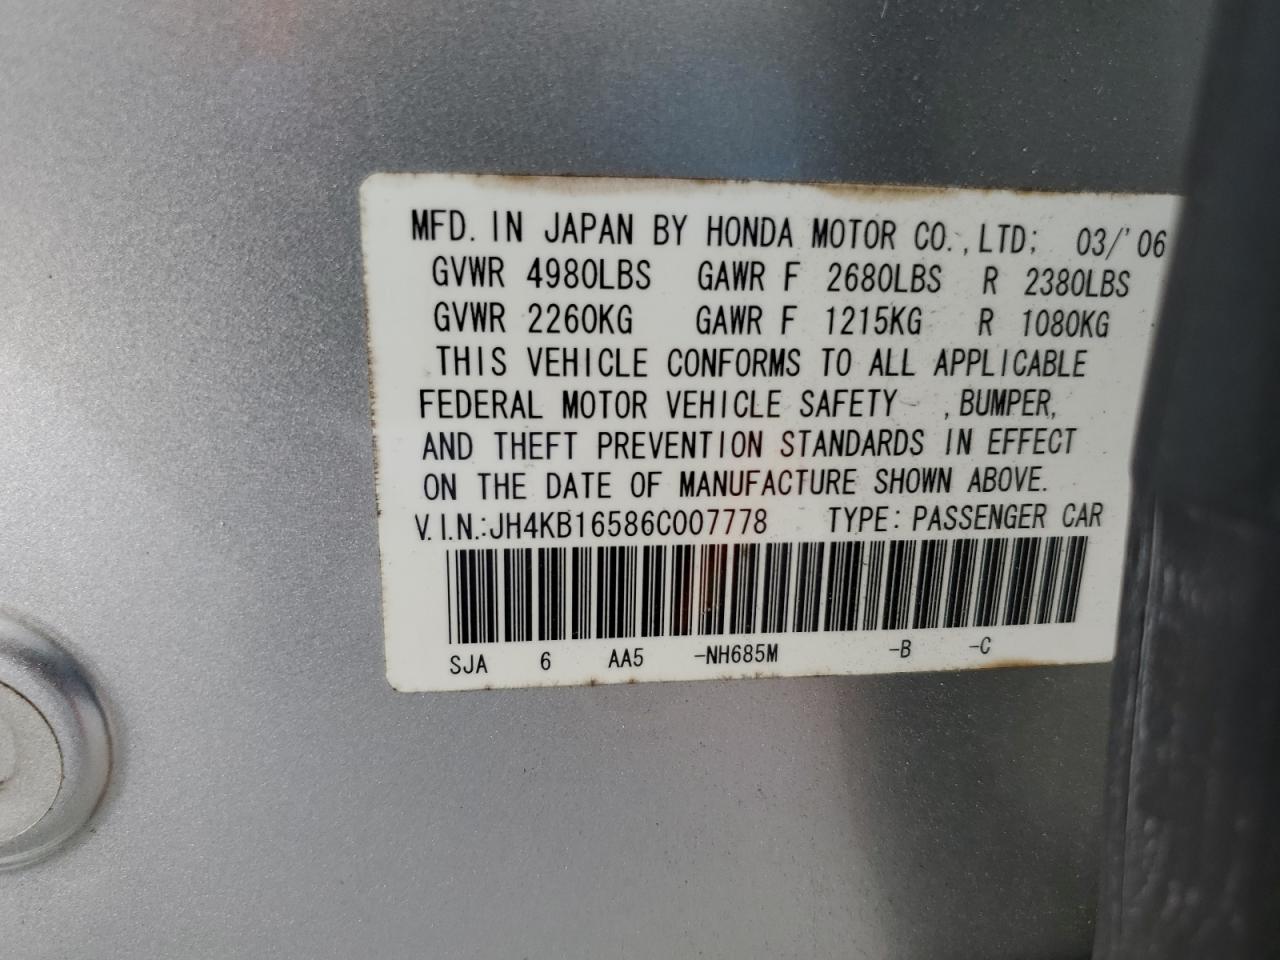 MFD. IN JAPAN BY HONDA MOTOR CO.,LTD; 03/'06
GVWR 4980LBS GAWR F 2680LBS R 2380LBS
GVWR 2260KG GAWR F 1215KG R 1080KG
THIS VEHICLE CONFORMS TO ALL APPLICABLE
FEDERAL MOTOR VEHICLE SAFETY ,BUMPER,
AND THEFT PREVENTION STANDARDS IN EFFECT
ON THE DATE OF MANUFACTURE SHOWN ABOVE.
V.I.N.:JH4KB16586C007778 TYPE: PASSENGER CAR
SJA 6 AA5 -NH685M -B -C